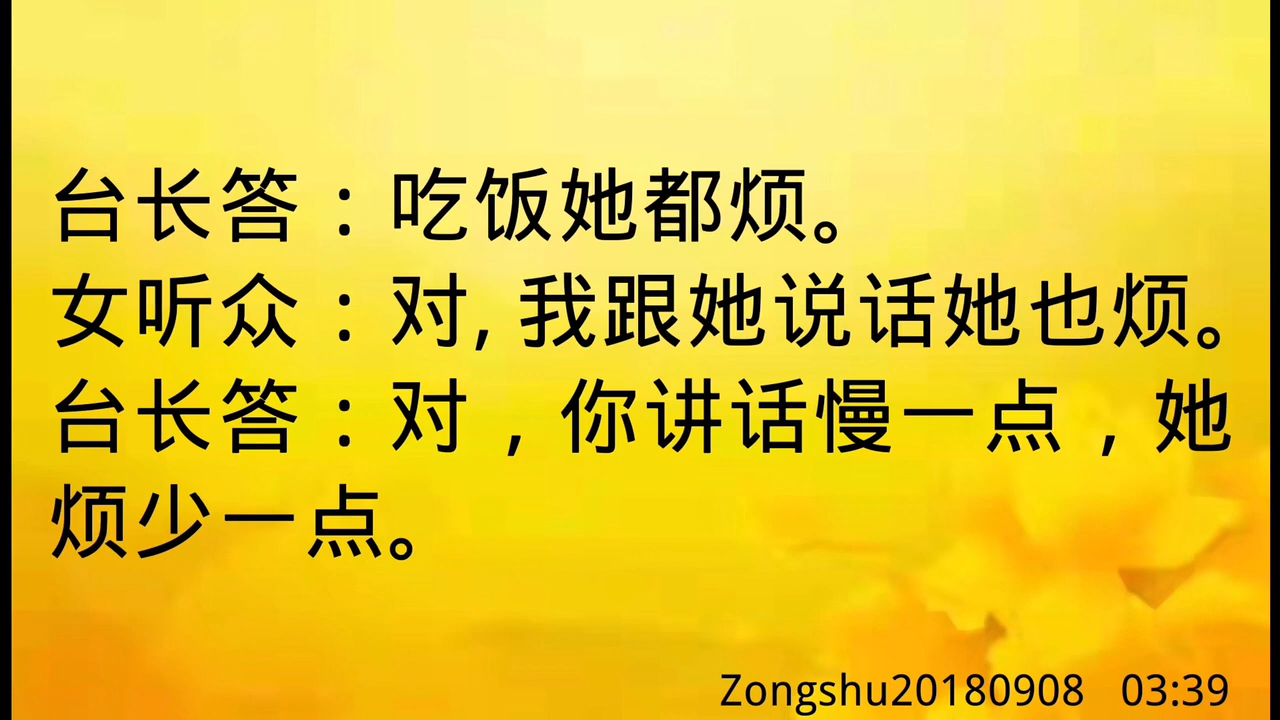 台长答：吃饭她都烦。
女听众：对,我跟她说话她也烦。
台长答：对，你讲话慢一点，她
烦少一点。
Zongshu20180908 03:39